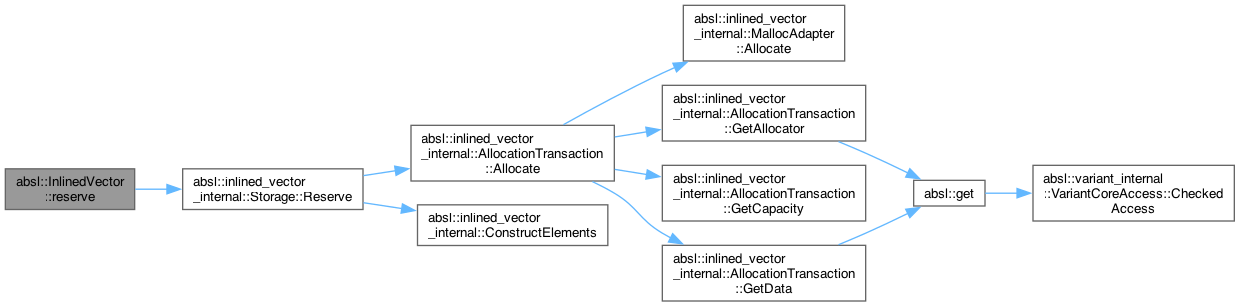 absl::InlinedVector
::reserve
absl::inlined_vector
_internal::Storage::Reserve
absl::inlined_vector
_internal::AllocationTransaction
::Allocate
absl::inlined_vector
_internal::ConstructElements
absl::inlined_vector
_internal::MallocAdapter
::Allocate
absl::inlined_vector
_internal::AllocationTransaction
::GetAllocator
absl::inlined_vector
_internal::AllocationTransaction
::GetCapacity
absl::inlined_vector
_internal::AllocationTransaction
::GetData
absl::get
absl::variant_internal
::VariantCoreAccess::Checked
Access